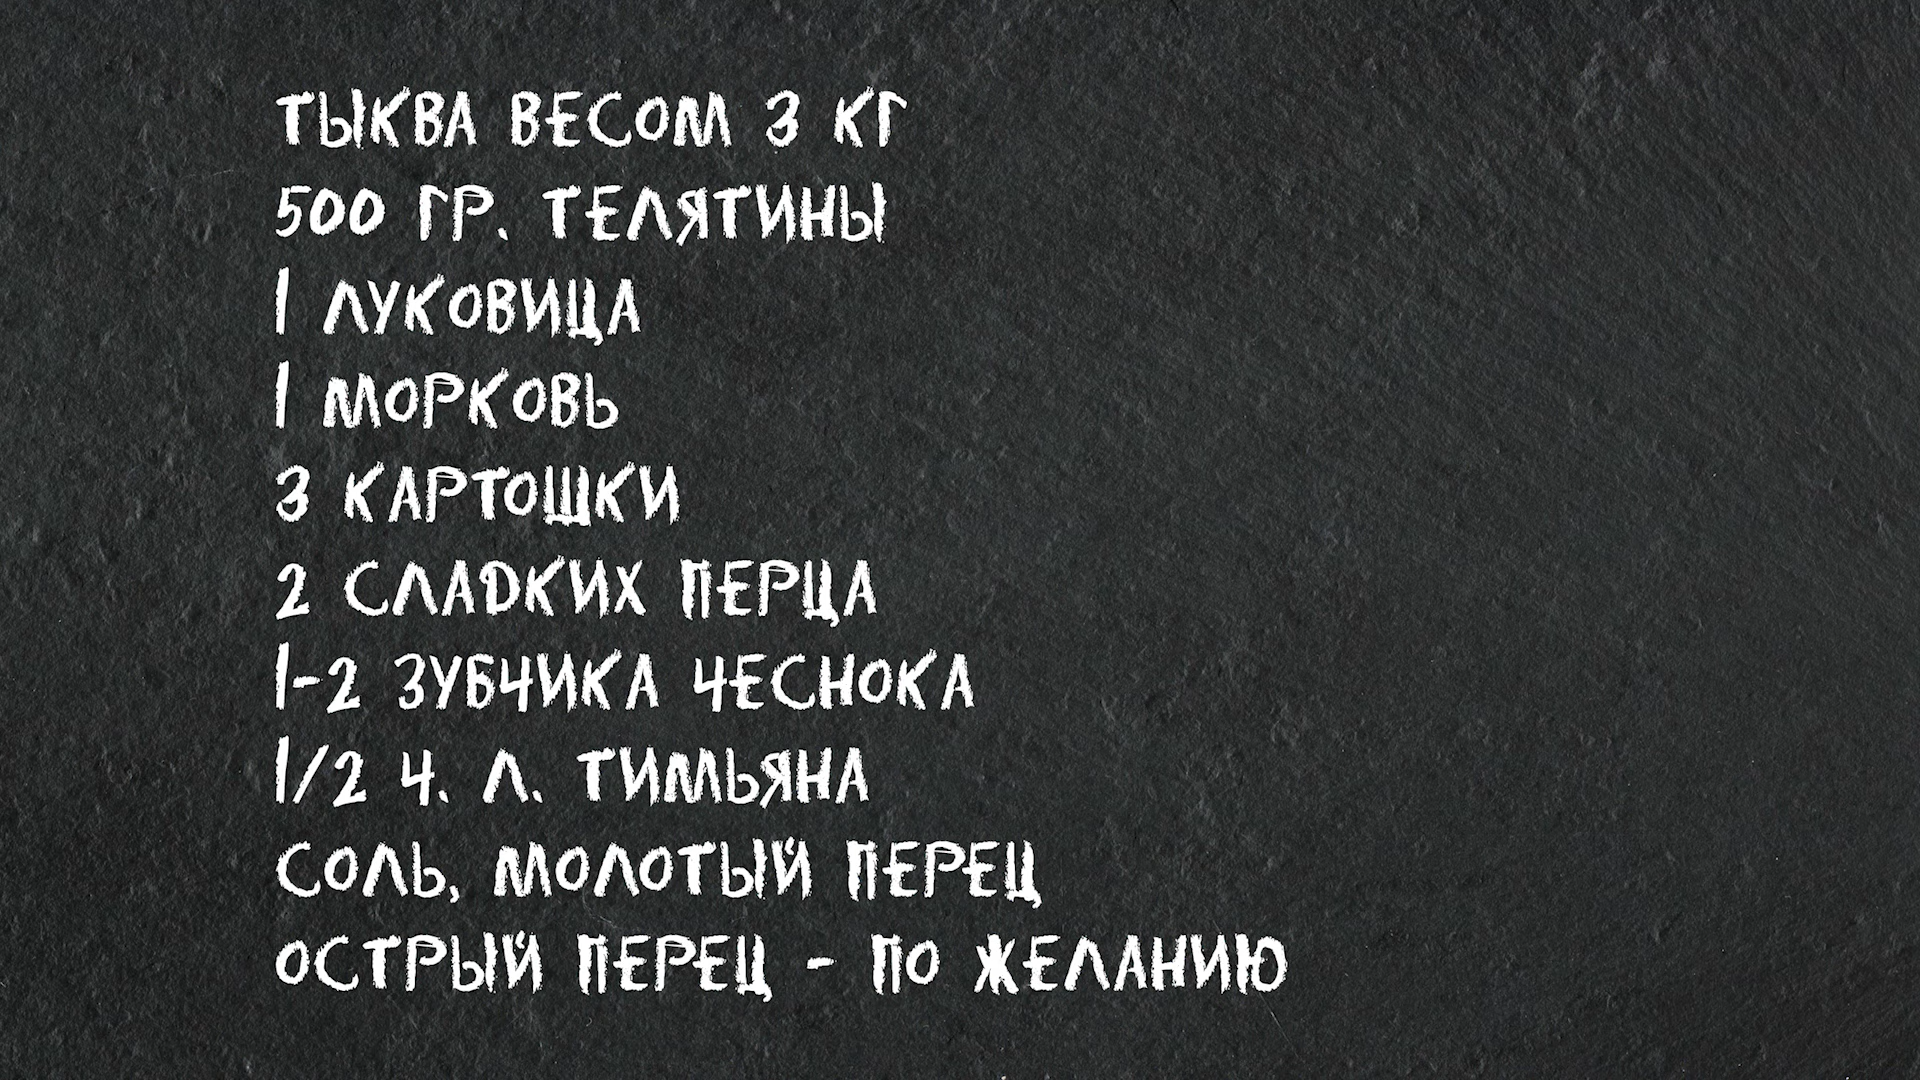 ТЫКВА ВЕСОМ 3 КГ
500 ГР. ТЕЛЯТИНЫ
1 ЛУКОВИЦА
1 МОРКОВЬ
3 КАРТОШКИ
2 СЛАДКИХ ПЕРЦА
1-2 ЗУБЧИКА ЧЕСНОКА
1/2 Ч. Л. ТИМЬЯНА
СОЛЬ, МОЛОТЫЙ ПЕРЕЦ
ОСТРЫЙ ПЕРЕЦ - ПО ЖЕЛАНИЮ